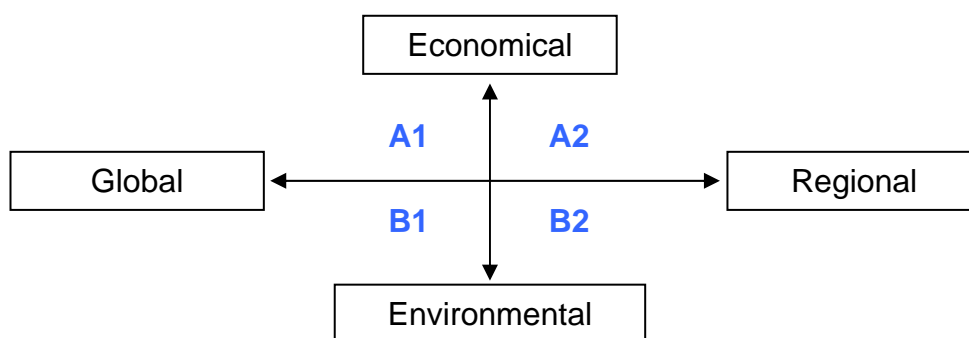 Economical
A1 A2
Global Regional
B1 B2
Environmental